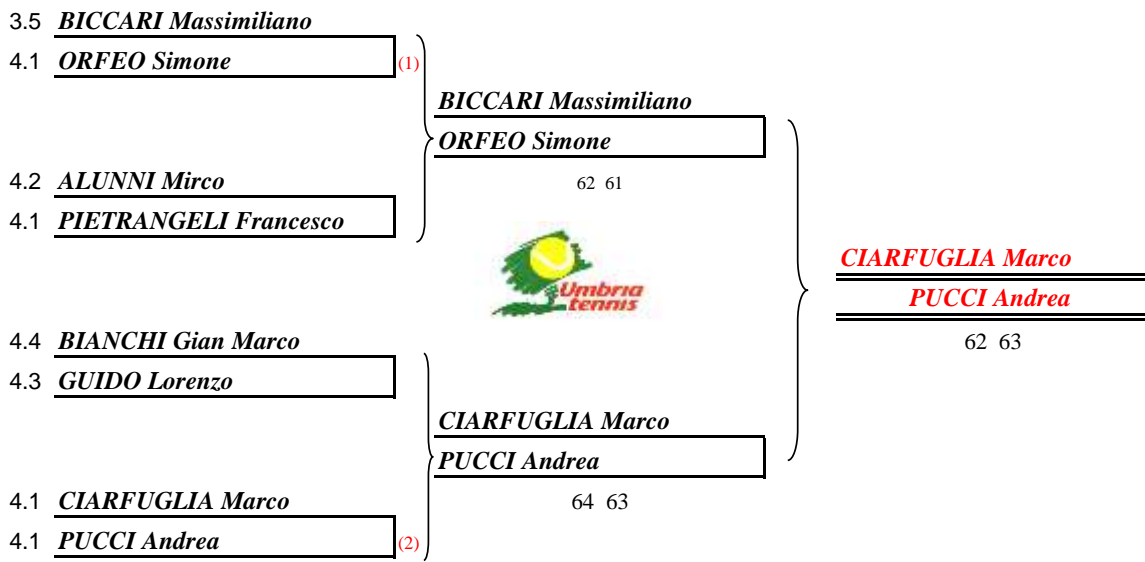 3.5 BICCARI Massimiliano
4.1 ORFEO Simone (1)
BICCARI Massimiliano
ORFEO Simone
62 61
4.2 ALUNNI Mirco
4.1 PIETRANGELI Francesco
Umbria
tennis
CIARFUGLIA Marco
PUCCI Andrea
62 63
4.4 BIANCHI Gian Marco
4.3 GUIDO Lorenzo
CIARFUGLIA Marco
PUCCI Andrea
64 63
4.1 CIARFUGLIA Marco
4.1 PUCCI Andrea (2)